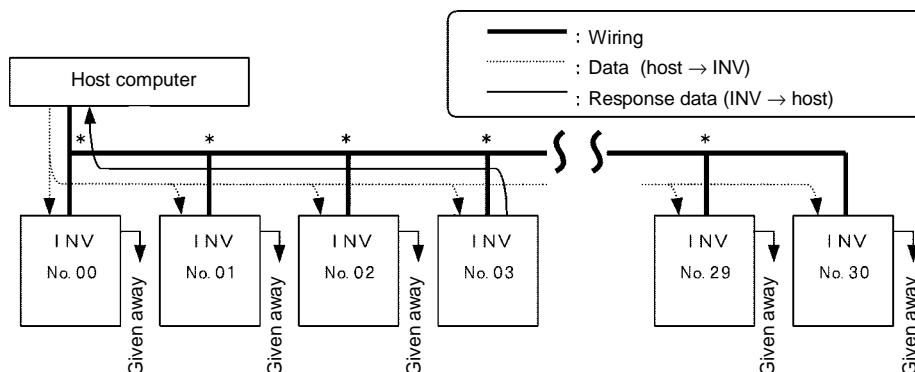 : Wiring
: Data (host → INV)
: Response data (INV → host)
Host computer
* * * * *
INV No. 00
INV No. 01
INV No. 02
INV No. 03
INV No. 29
INV No. 30
Given away
Given away
Given away
Given away
Given away